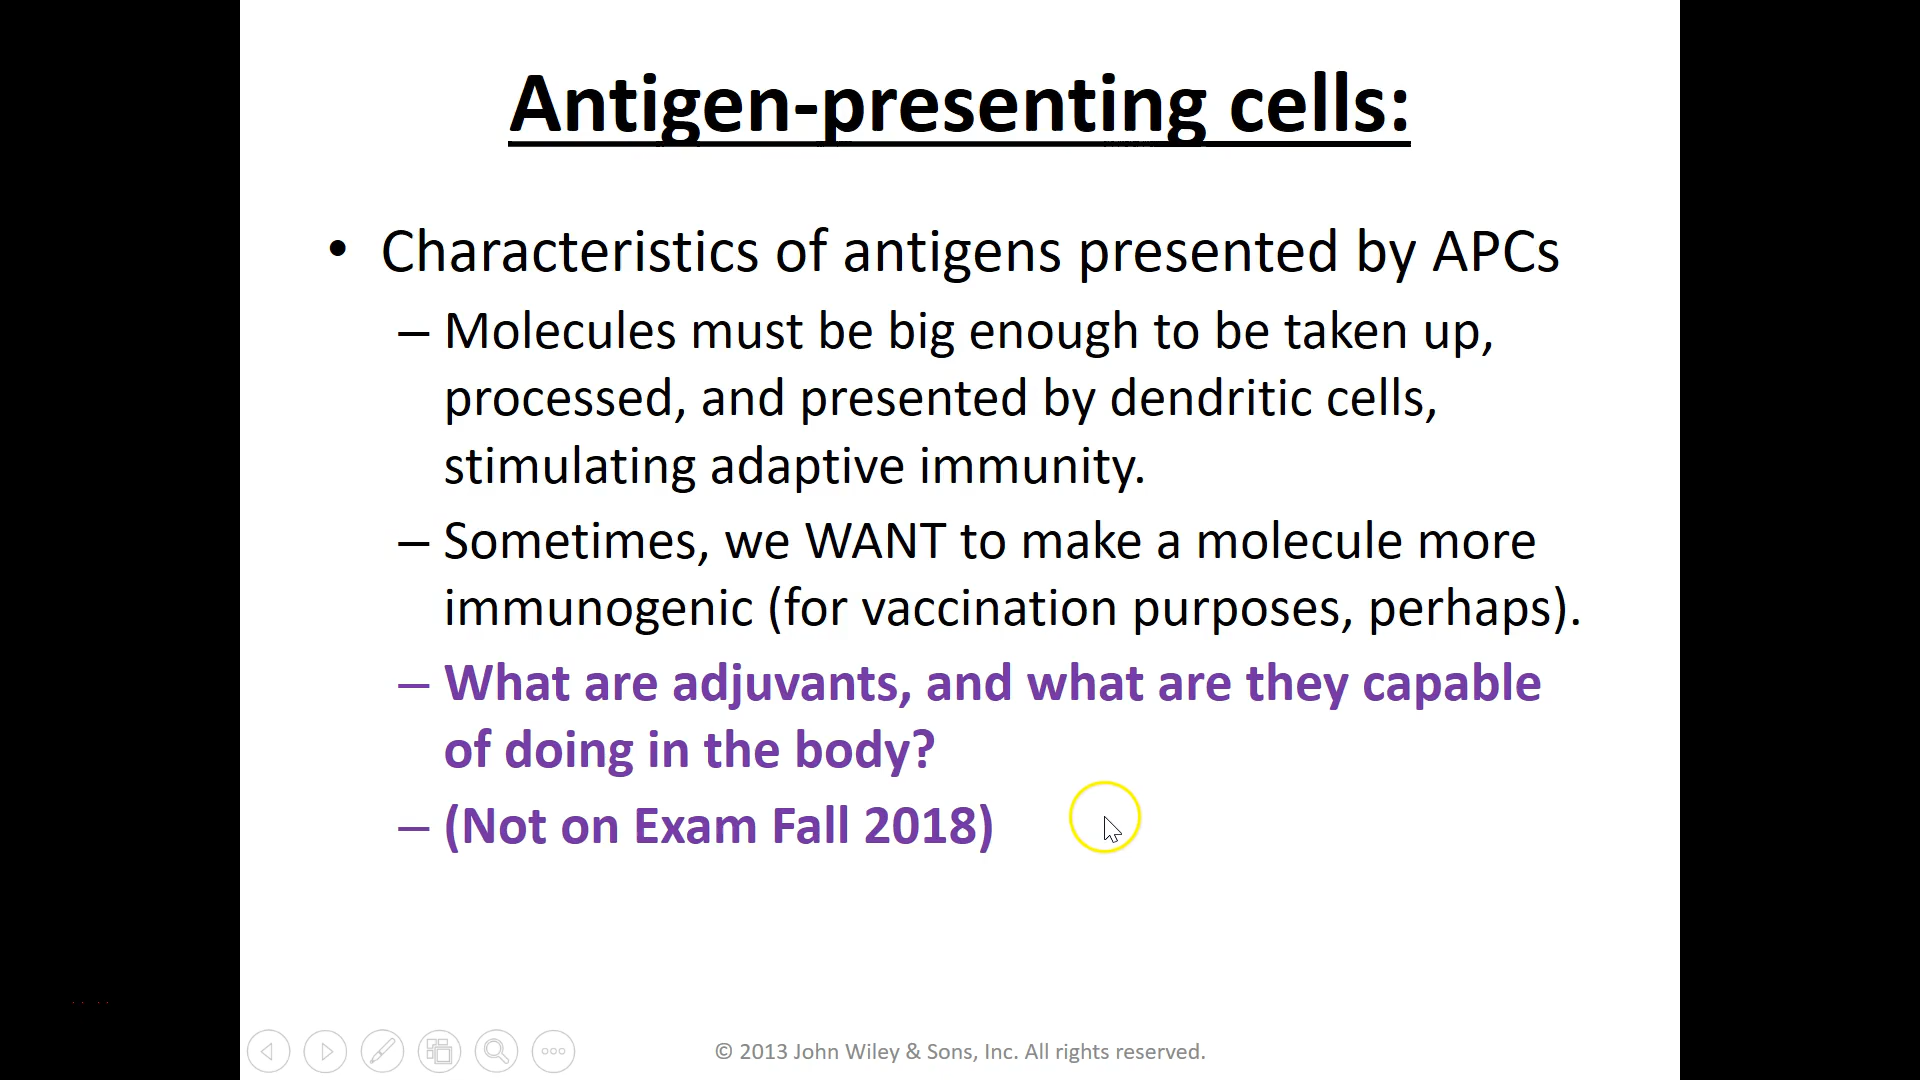 Antigen-presenting cells:
• Characteristics of antigens presented by APCs
– Molecules must be big enough to be taken up,
processed, and presented by dendritic cells,
stimulating adaptive immunity.
– Sometimes, we WANT to make a molecule more
immunogenic (for vaccination purposes, perhaps).
– What are adjuvants, and what are they capable
of doing in the body?
– (Not on Exam Fall 2018)
© 2013 John Wiley & Sons, Inc. All rights reserved.